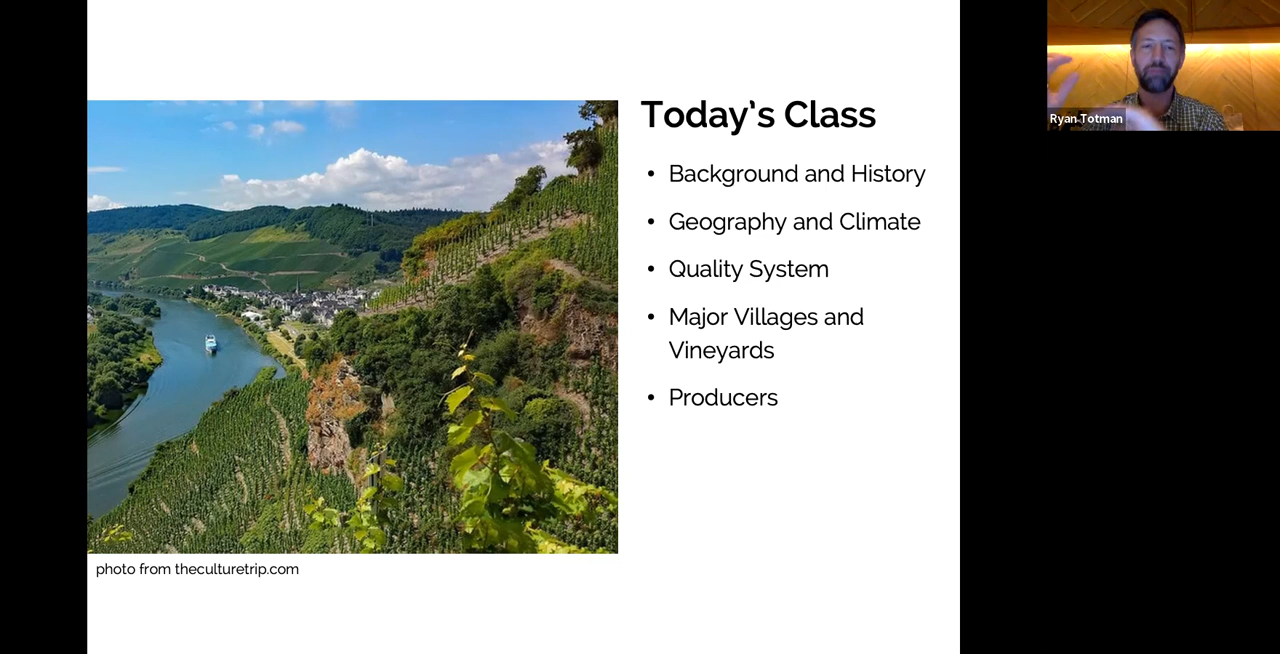 Today's Class
• Background and History
• Geography and Climate
• Quality System
• Major Villages and
Vineyards
• Producers
photo from theculturetrip.com
Ryan Totman